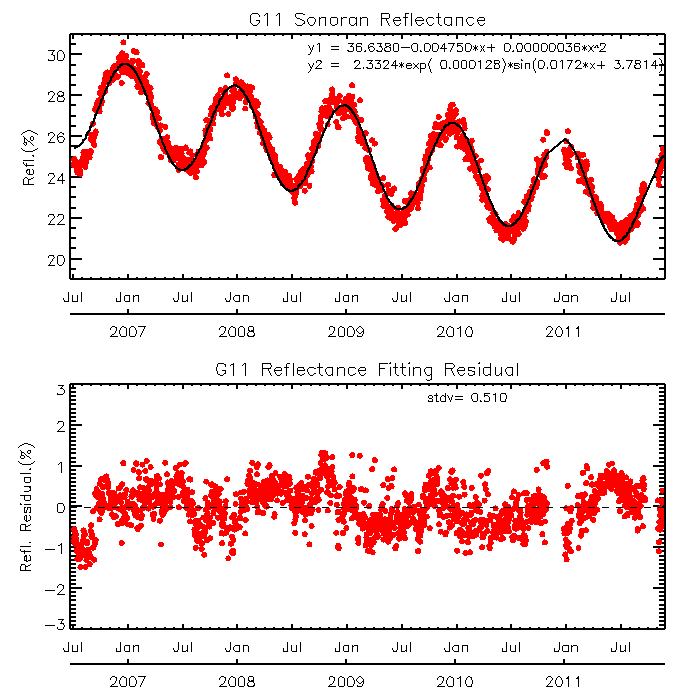 G11 Sonoran Reflectance
y1 = 36.6380-0.004750*x+ 0.00000036*x^2
y2 = 2.3324*exp( 0.000128)*sin(0.0172*x+ 3.7814)
Refl.(%)
30
28
26
24
22
20
Jul Jan Jul Jan Jul Jan Jul Jan Jul Jan Jul
2007 2008 2009 2010 2011
G11 Reflectance Fitting Residual
stdv= 0.510
Refl. Residual.(%)
3
2
1
0
-1
-2
-3
Jul Jan Jul Jan Jul Jan Jul Jan Jul Jan Jul
2007 2008 2009 2010 2011